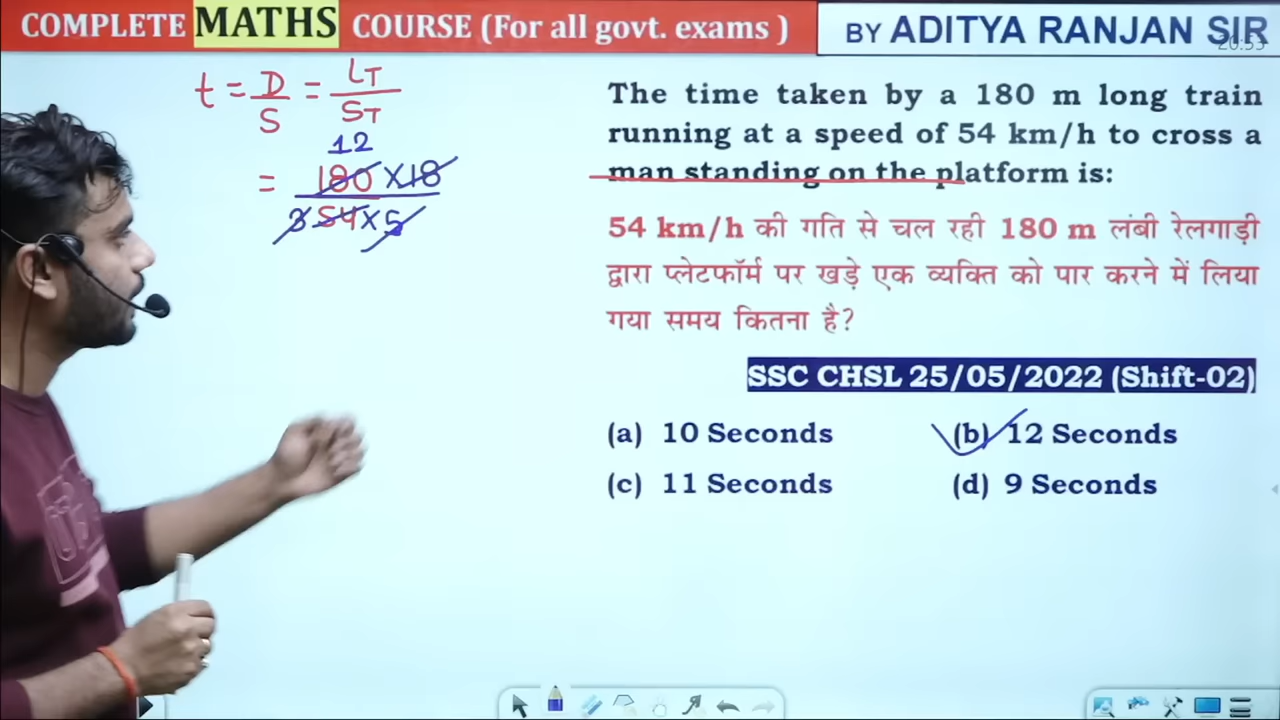 COMPLETE MATHS COURSE (For all govt. exams )
BY ADITYA RANJAN SIR
20:53
t = D/S = LT/ST
12
= 180 × 18
3 54 × 5
The time taken by a 180 m long train
running at a speed of 54 km/h to cross a
man standing on the platform is:
54 km/h की गति से चल रही 180 m लंबी रेलगाड़ी
द्वारा प्लेटफॉर्म पर खड़े एक व्यक्ति को पार करने में लिया
गया समय कितना है?
SSC CHSL 25/05/2022 (Shift-02)
(a) 10 Seconds
(b) 12 Seconds
(c) 11 Seconds
(d) 9 Seconds